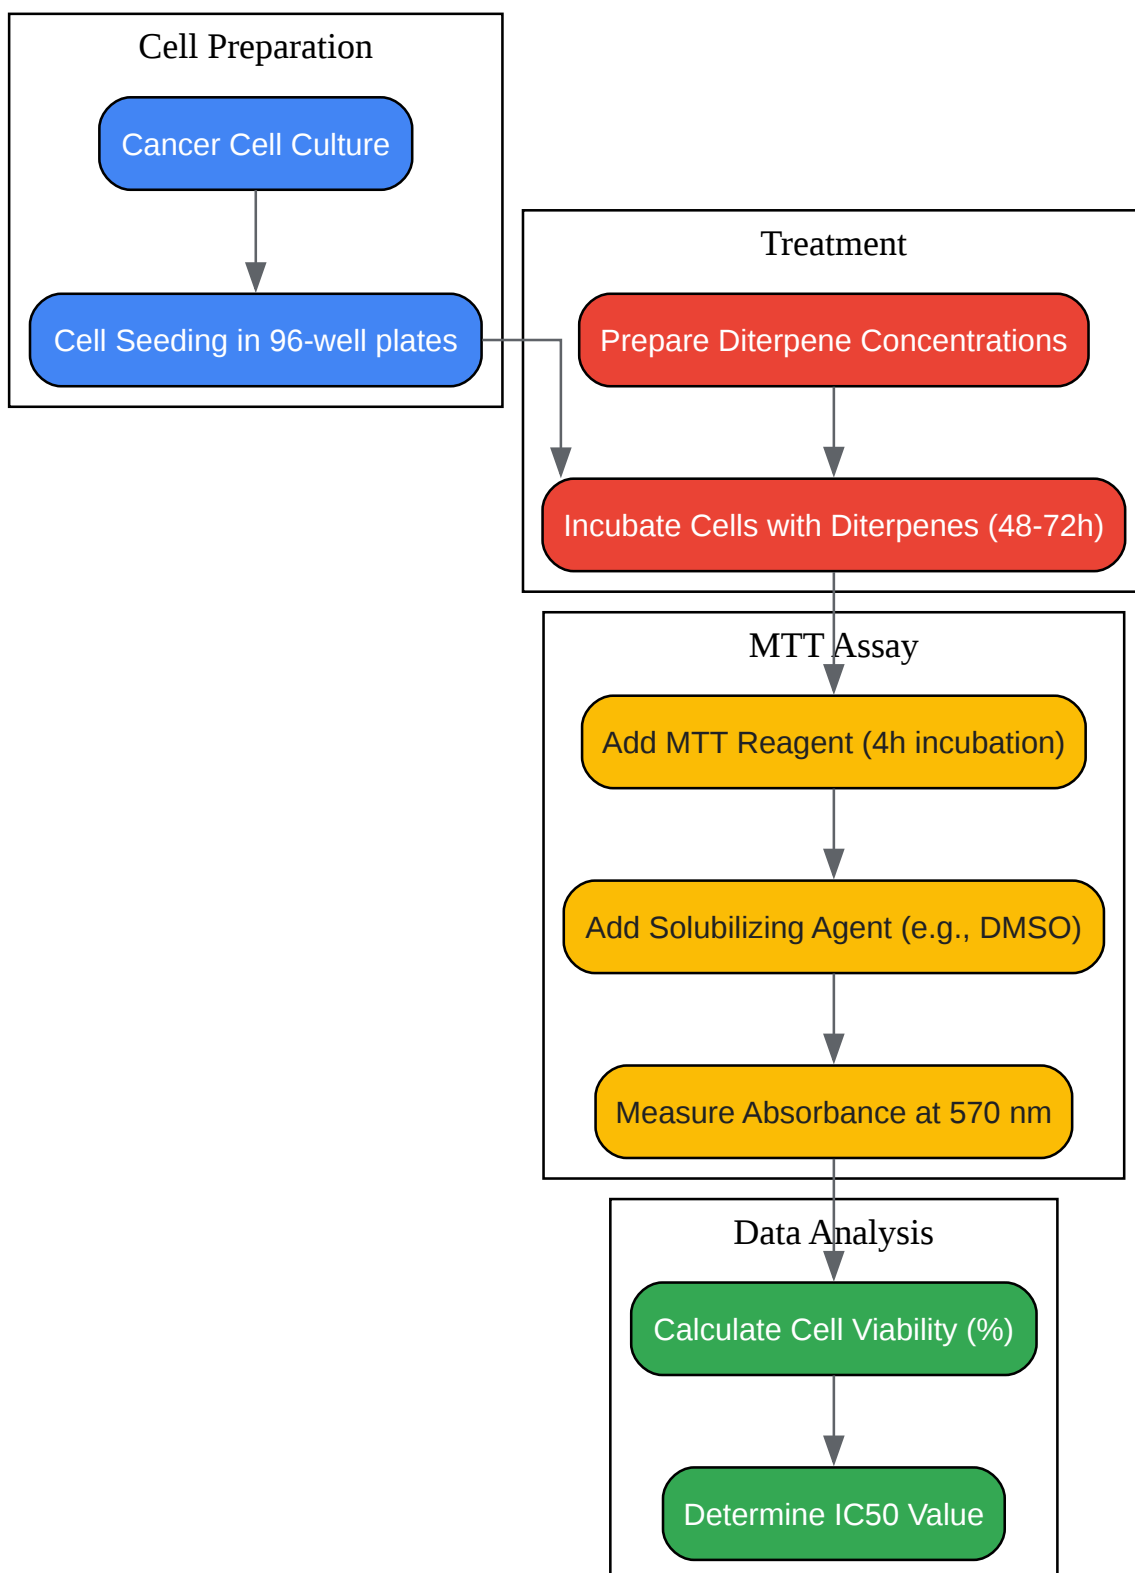 Cell Preparation
Cancer Cell Culture
Cell Seeding in 96-well plates
Treatment
Prepare Diterpene Concentrations
Incubate Cells with Diterpenes (48-72h)
MTT Assay
Add MTT Reagent (4h incubation)
Add Solubilizing Agent (e.g., DMSO)
Measure Absorbance at 570 nm
Data Analysis
Calculate Cell Viability (%)
Determine IC50 Value